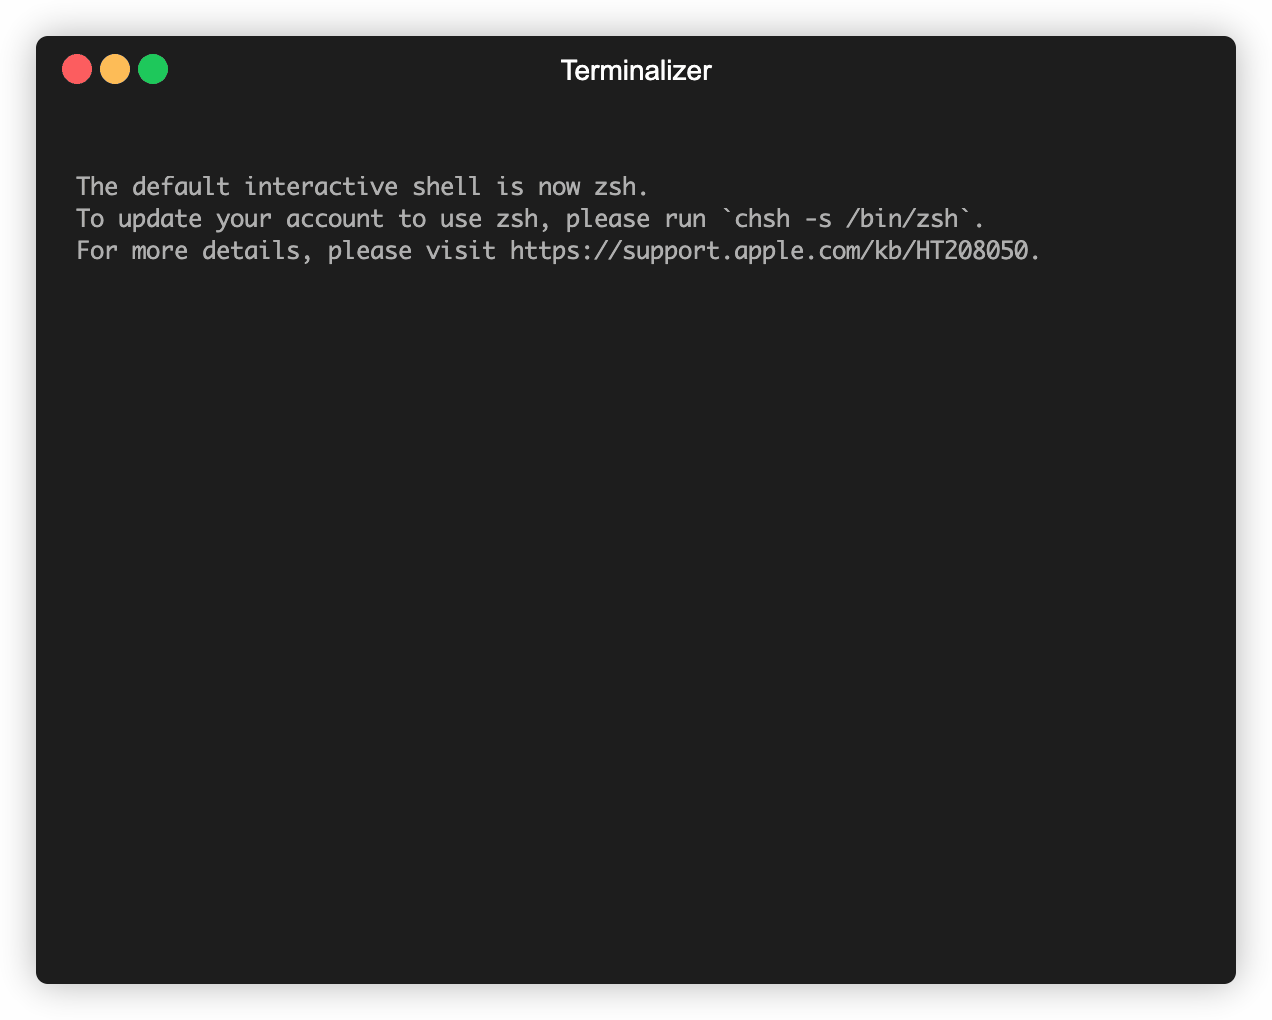 Terminalizer
The default interactive shell is now zsh.
To update your account to use zsh, please run `chsh -s /bin/zsh`.
For more details, please visit https://support.apple.com/kb/HT208050.